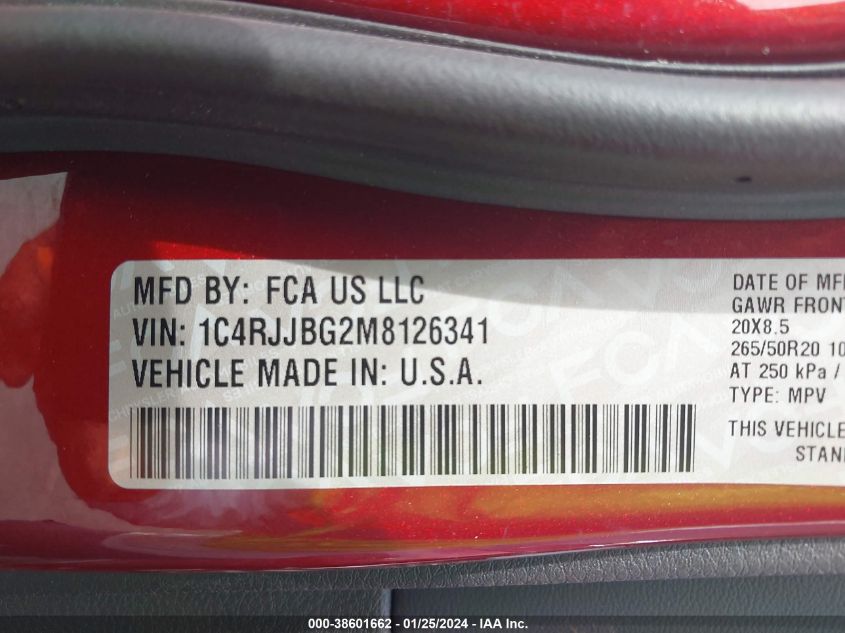 MFD BY: FCA US LLC
VIN: 1C4RJJBG2M8126341
VEHICLE MADE IN: U.S.A.
DATE OF MF
GAWR FRONT
20X8.5
265/50R20 10
AT 250 kPa /
TYPE: MPV
THIS VEHICLE
STAN
000-38601662 - 01/25/2024 - IAA Inc.